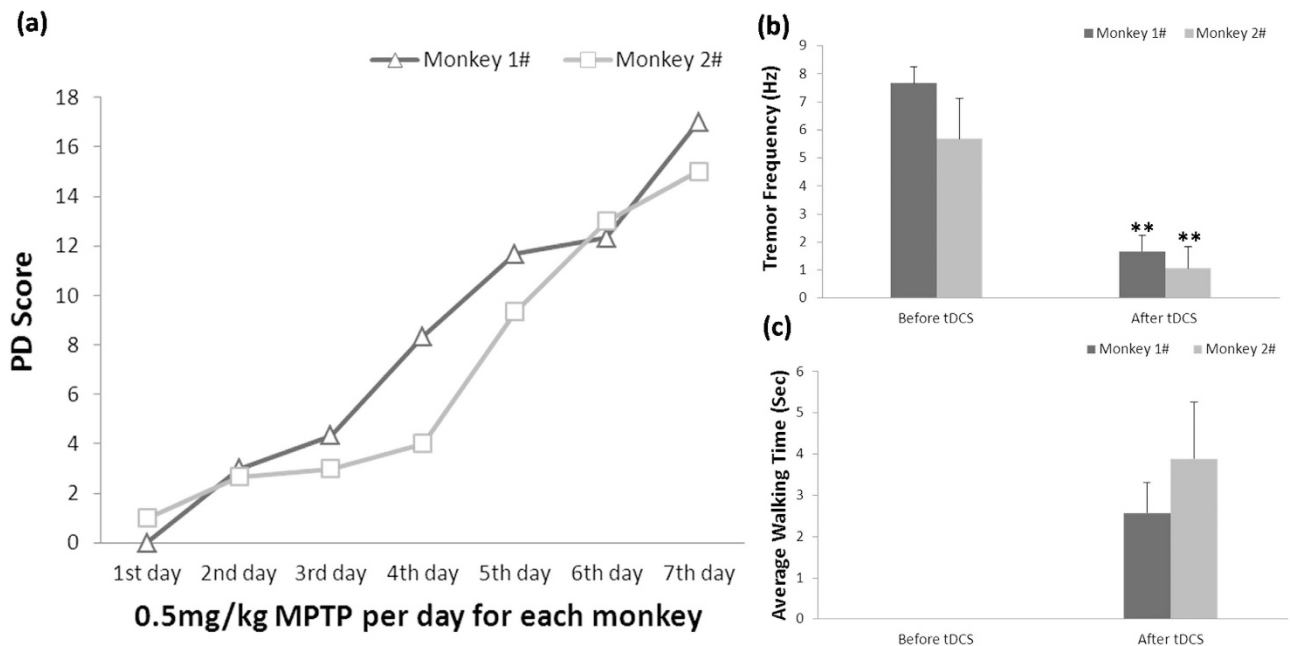 (a)
Monkey 1# Monkey 2#
PD Score
18
16
14
12
10
8
6
4
2
0
1st day 2nd day 3rd day 4th day 5th day 6th day 7th day
0.5mg/kg MPTP per day for each monkey
(b)
Monkey 1# Monkey 2#
Tremor Frequency (Hz)
9
8
7
6
5
4
3
2
1
0
** **
Before tDCS After tDCS
(c)
Monkey 1# Monkey 2#
Average Walking Time (Sec)
6
5
4
3
2
1
0
Before tDCS After tDCS